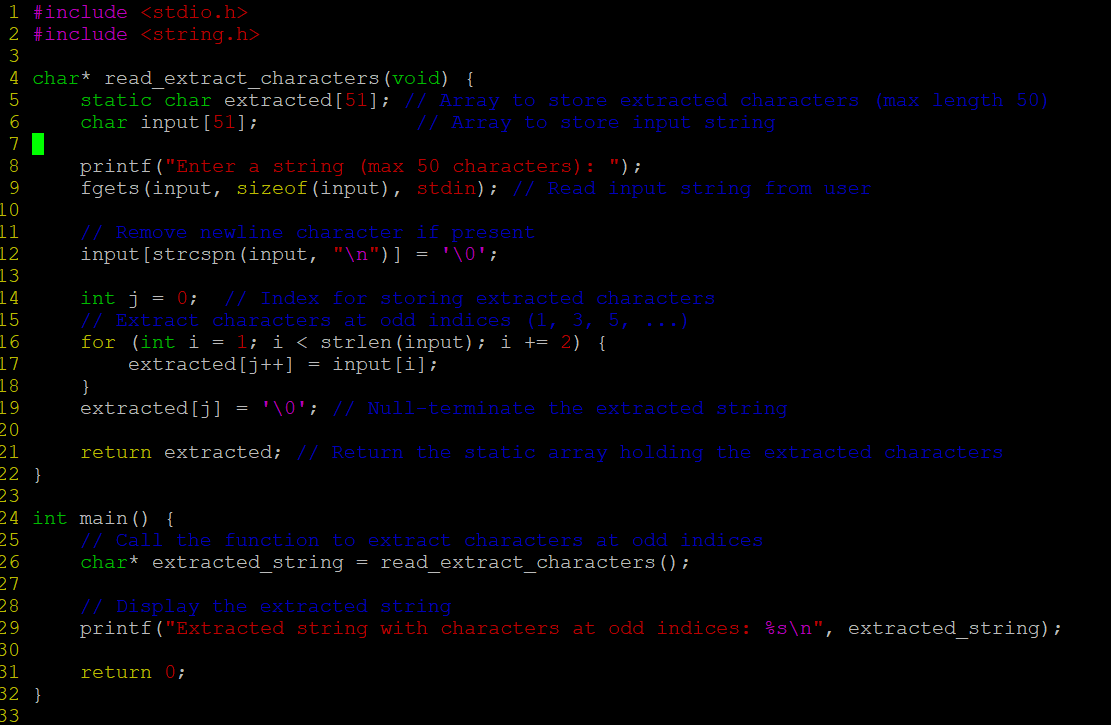 1 #include <stdio.h>
2 #include <string.h>
3
4 char* read_extract_characters(void) {
5     static char extracted[51]; // Array to store extracted characters (max length 50)
6     char input[51];             // Array to store input string
7
8     printf("Enter a string (max 50 characters): ");
9     fgets(input, sizeof(input), stdin); // Read input string from user
10
11     // Remove newline character if present
12     input[strcspn(input, "\n")] = '\0';
13
14     int j = 0;  // Index for storing extracted characters
15     // Extract characters at odd indices (1, 3, 5, ...)
16     for (int i = 1; i < strlen(input); i += 2) {
17         extracted[j++] = input[i];
18     }
19     extracted[j] = '\0'; // Null-terminate the extracted string
20
21     return extracted; // Return the static array holding the extracted characters
22 }
23
24 int main() {
25     // Call the function to extract characters at odd indices
26     char* extracted_string = read_extract_characters();
27
28     // Display the extracted string
29     printf("Extracted string with characters at odd indices: %s\n", extracted_string);
30
31     return 0;
32 }
33